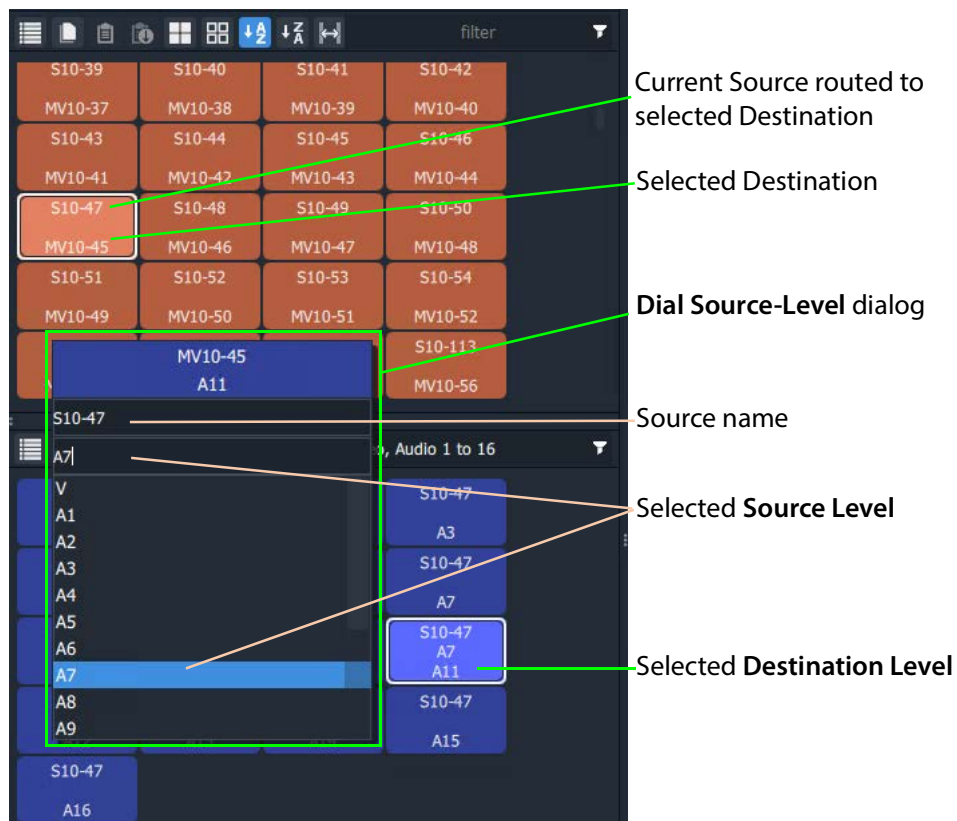 filter
S10-39 S10-40 S10-41 S10-42
MV10-37 MV10-38 MV10-39 MV10-40
S10-43 S10-44 S10-45 S10-46
MV10-41 MV10-42 MV10-43 MV10-44
S10-47 S10-48 S10-49 S10-50
MV10-45 MV10-46 MV10-47 MV10-48
S10-51 S10-52 S10-53 S10-54
MV10-49 MV10-50 MV10-51 MV10-52
S10-113
MV10-56
MV10-45
A11
S10-47
A7
, Audio 1 to 16
V
A1
A2
A3
A4
A5
A6
A7
A8
A9
S10-47
A3
S10-47
A7
S10-47
A7
A11
S10-47
A15
S10-47
A16
Current Source routed to
selected Destination
Selected Destination
Dial Source-Level dialog
Source name
Selected Source Level
Selected Destination Level